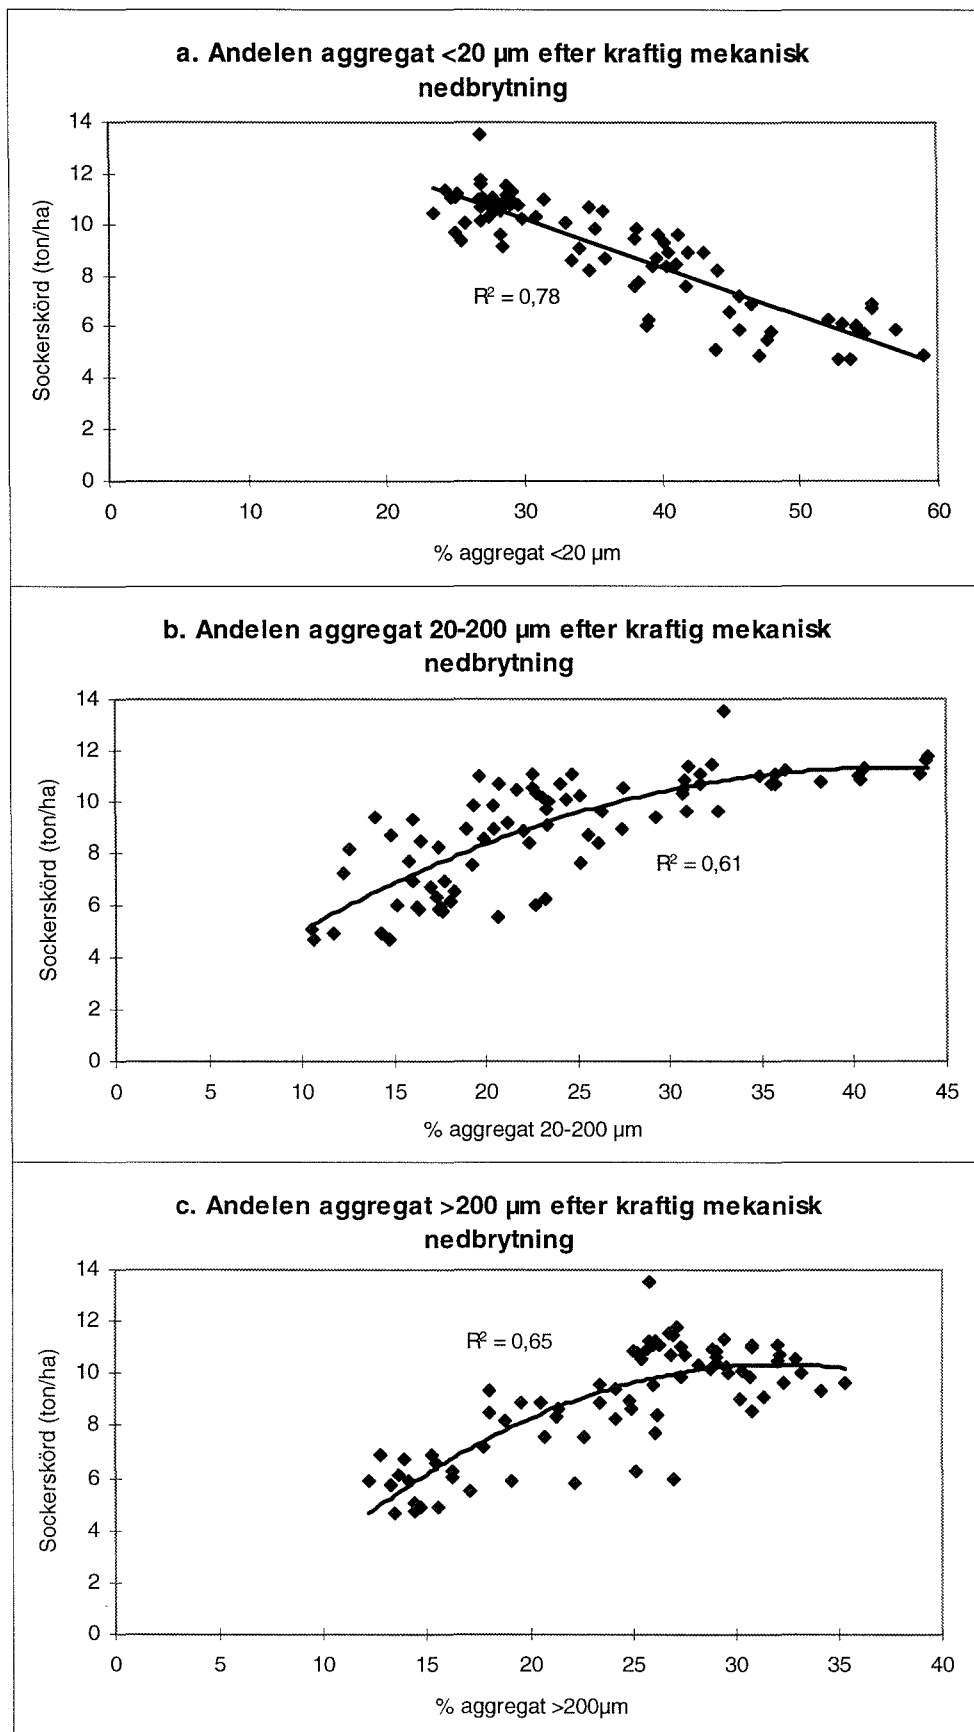 a. Andelen aggregat <20 µm efter kraftig mekanisk
nedbrytning
14
12
10
8
6
4
2
0
Sockerskörd (ton/ha)
R² = 0,78
0 10 20 30 40 50 60
% aggregat <20 µm
b. Andelen aggregat 20-200 µm efter kraftig mekanisk
nedbrytning
14
12
10
8
6
4
2
0
Sockerskörd (ton/ha)
R² = 0,61
0 5 10 15 20 25 30 35 40 45
% aggregat 20-200 µm
c. Andelen aggregat >200 µm efter kraftig mekanisk
nedbrytning
14
12
10
8
6
4
2
0
Sockerskörd (ton/ha)
R² = 0,65
0 5 10 15 20 25 30 35 40
% aggregat >200µm